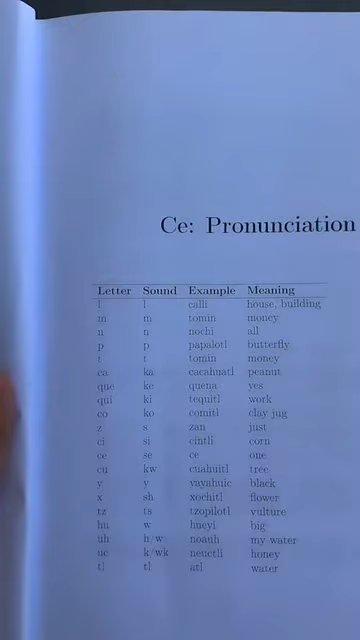 Ce: Pronunciation
Letter Sound Example Meaning
l l calli house, building
m m tomin money
n n nochi all
p p papalotl butterfly
t t tomin money
ca ka cacahuatl peanut
que ke quena yes
qui ki tequitl work
co ko comitl clay jug
z s zan just
ci si cintli corn
ce se ce one
cu kw cuahuitl tree
y y yayahuic black
x sh xochitl flower
tz ts tzopilotl vulture
hu w hueyi big
uh h/w noauh my water
uc k/wk neuctli honey
tl tl atl water